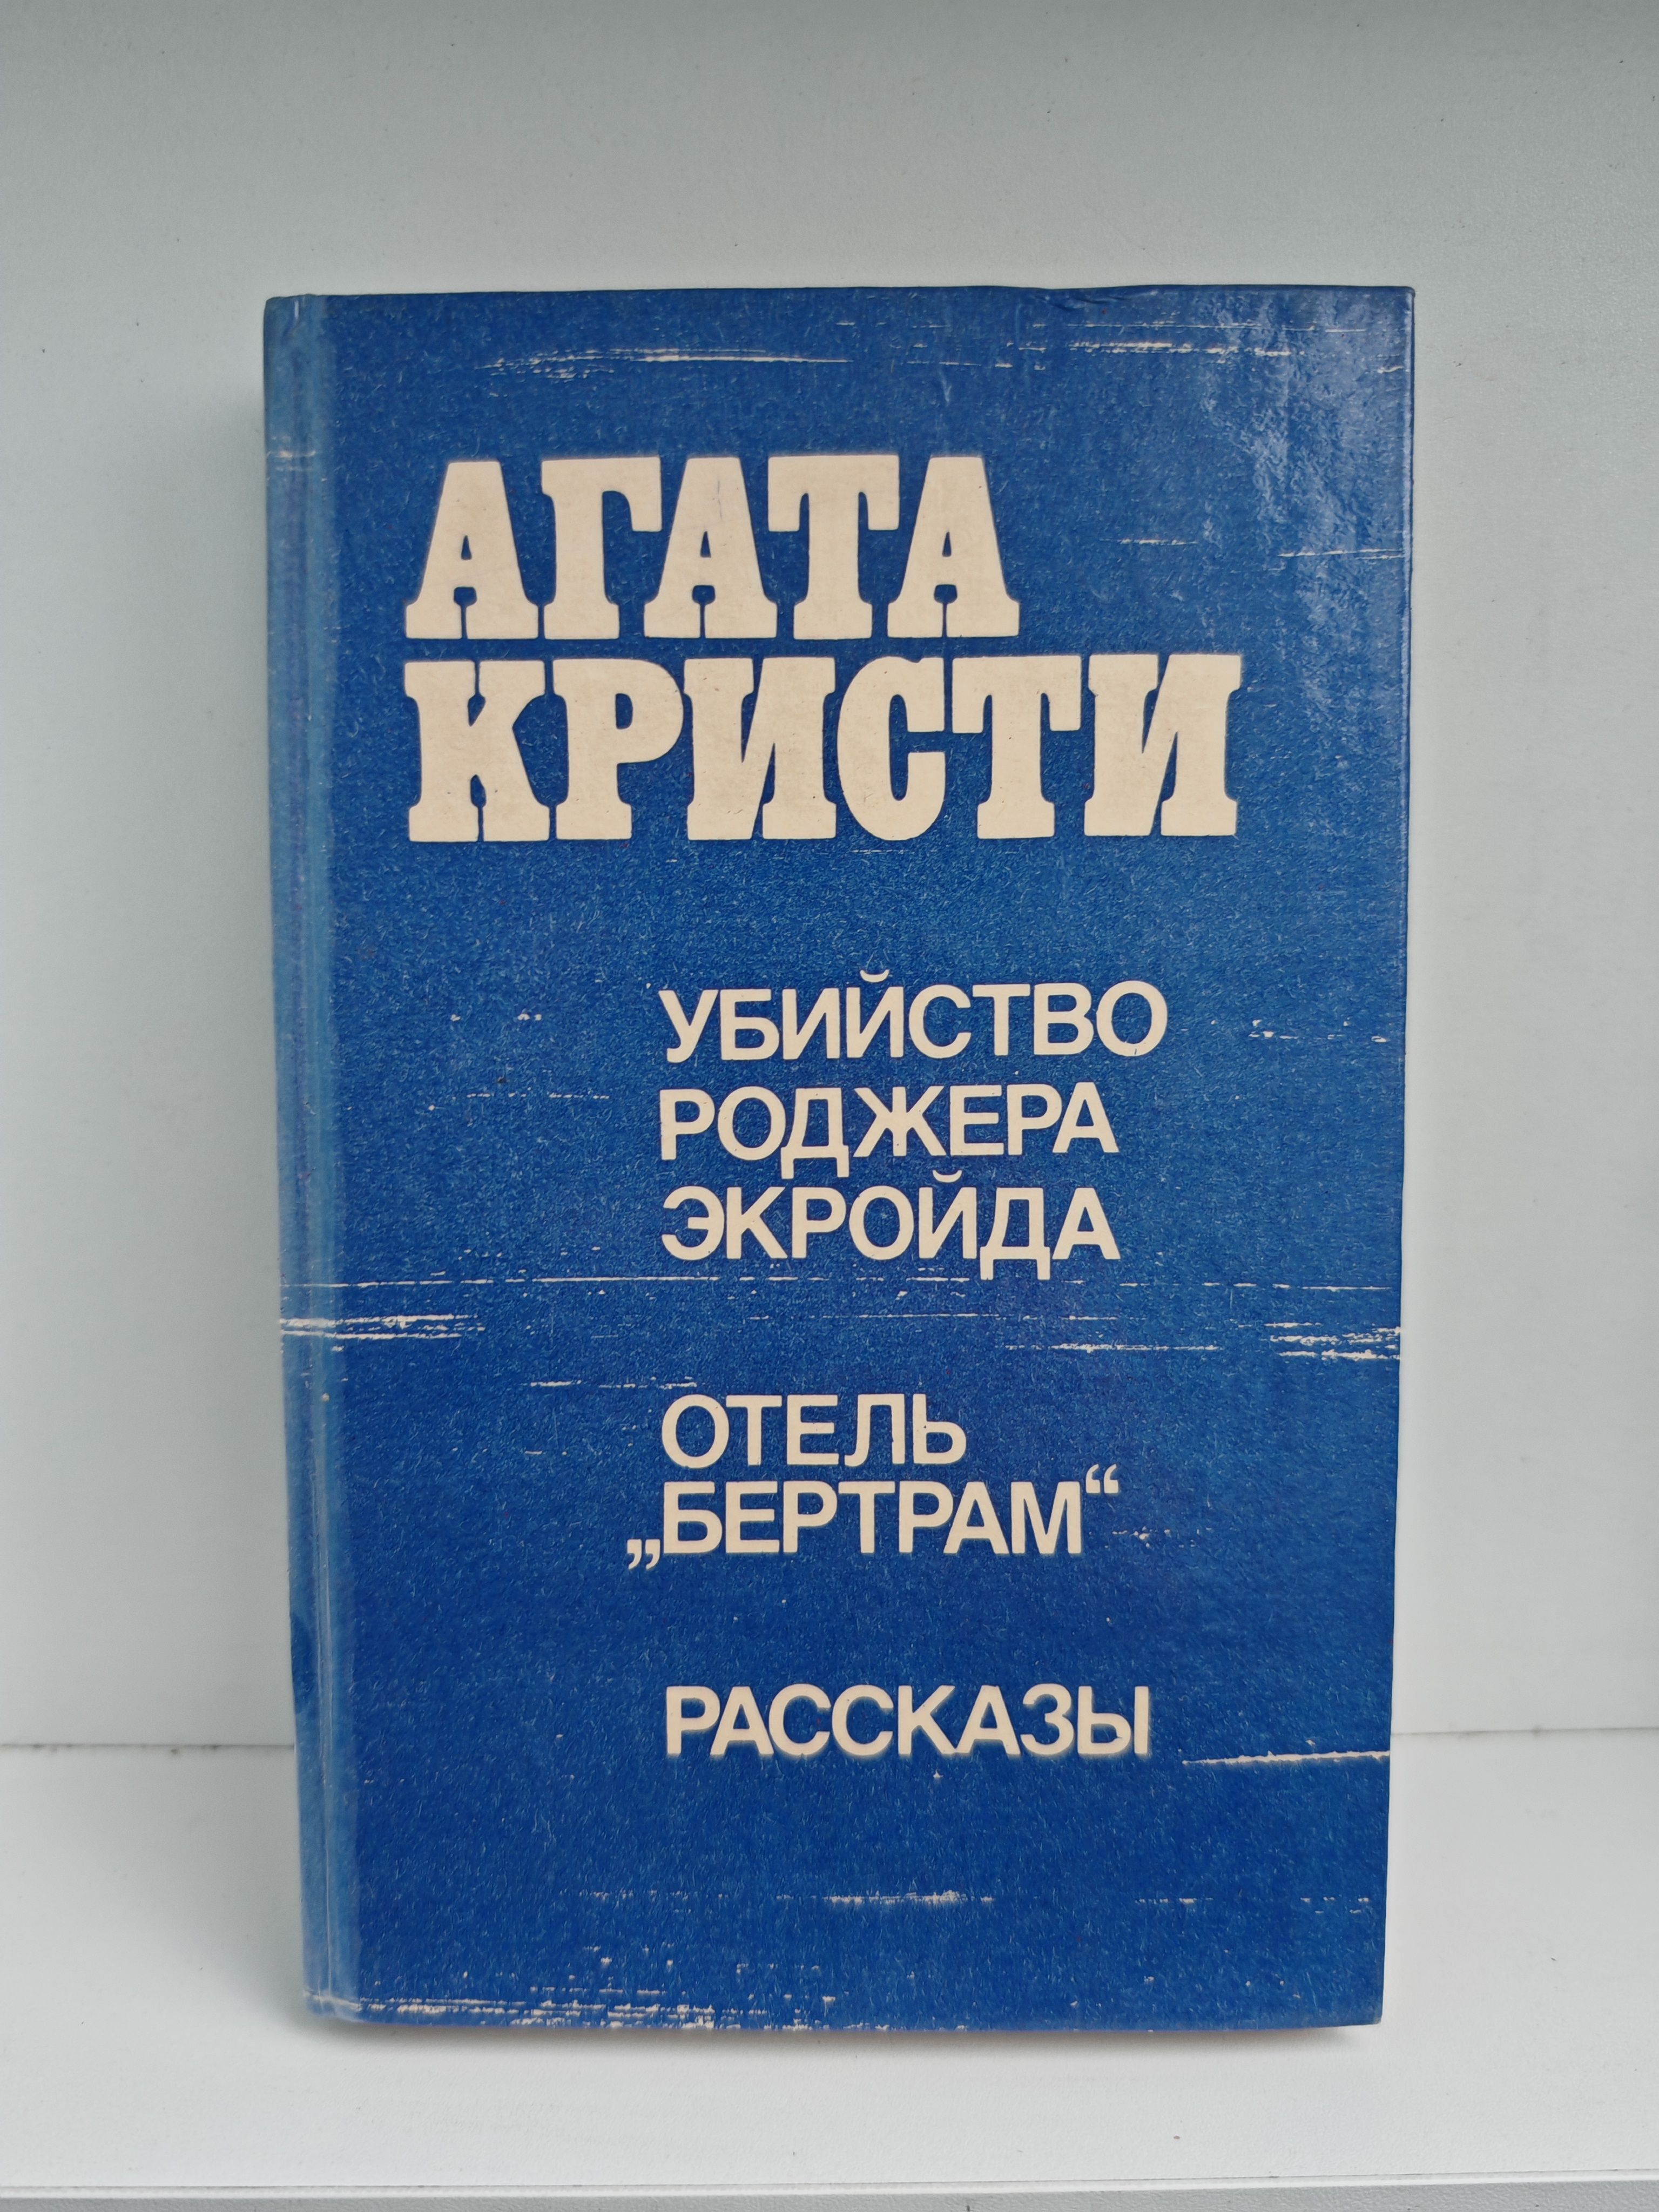 АГАТА
КРИСТИ
УБИЙСТВО
РОДЖЕРА
ЭКРОЙДА
ОТЕЛЬ
„БЕРТРАМ“
РАССКАЗЫ